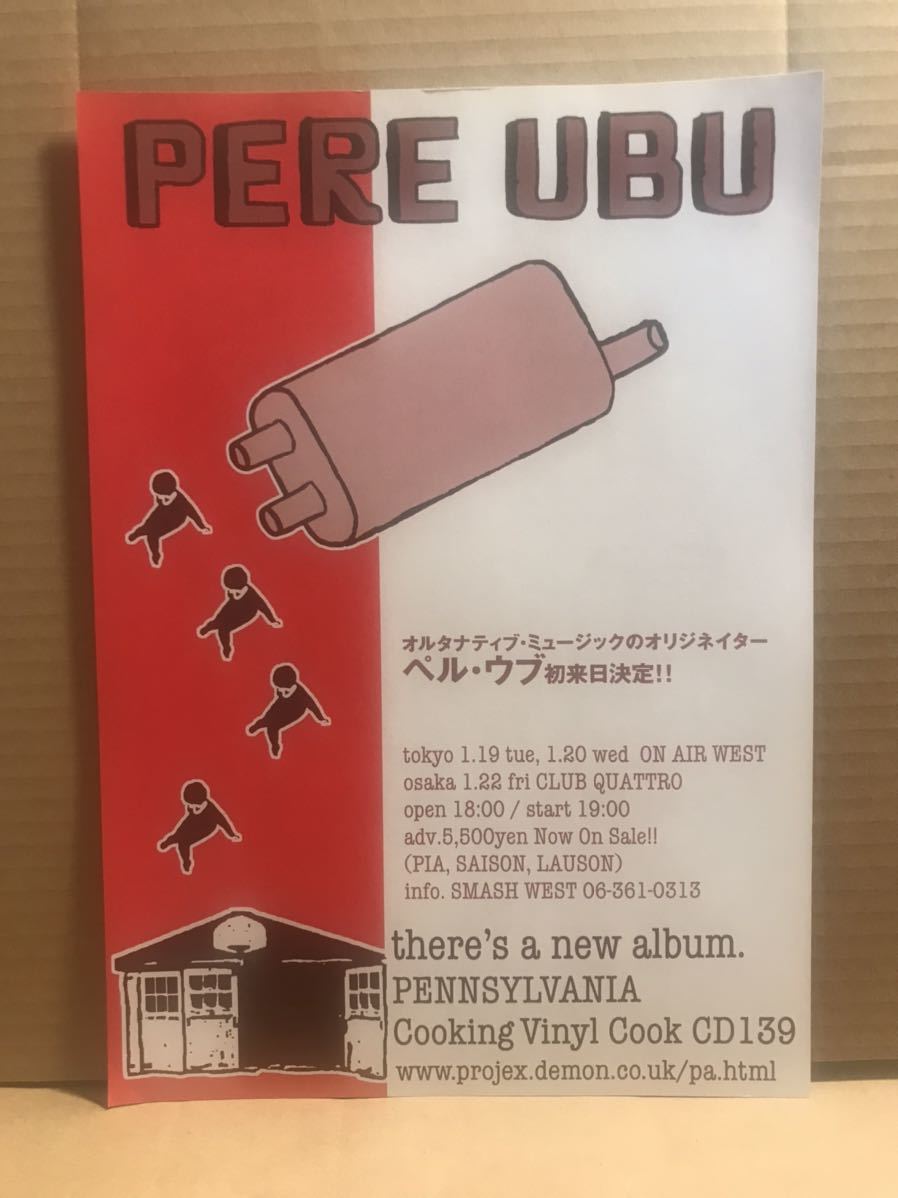 PERE UBU
オルタナティブ・ミュージックのオリジネイター
ペル・ウブ初来日決定!!
tokyo 1.19 tue, 1.20 wed ON AIR WEST
osaka 1.22 fri CLUB QUATTRO
open 18:00 / start 19:00
adv.5,500yen Now On Sale!!
(PIA, SAISON, LAUSON)
info. SMASH WEST 06-361-0313
there's a new album.
PENNSYLVANIA
Cooking Vinyl Cook CD139
www.projex.demon.co.uk/pa.html